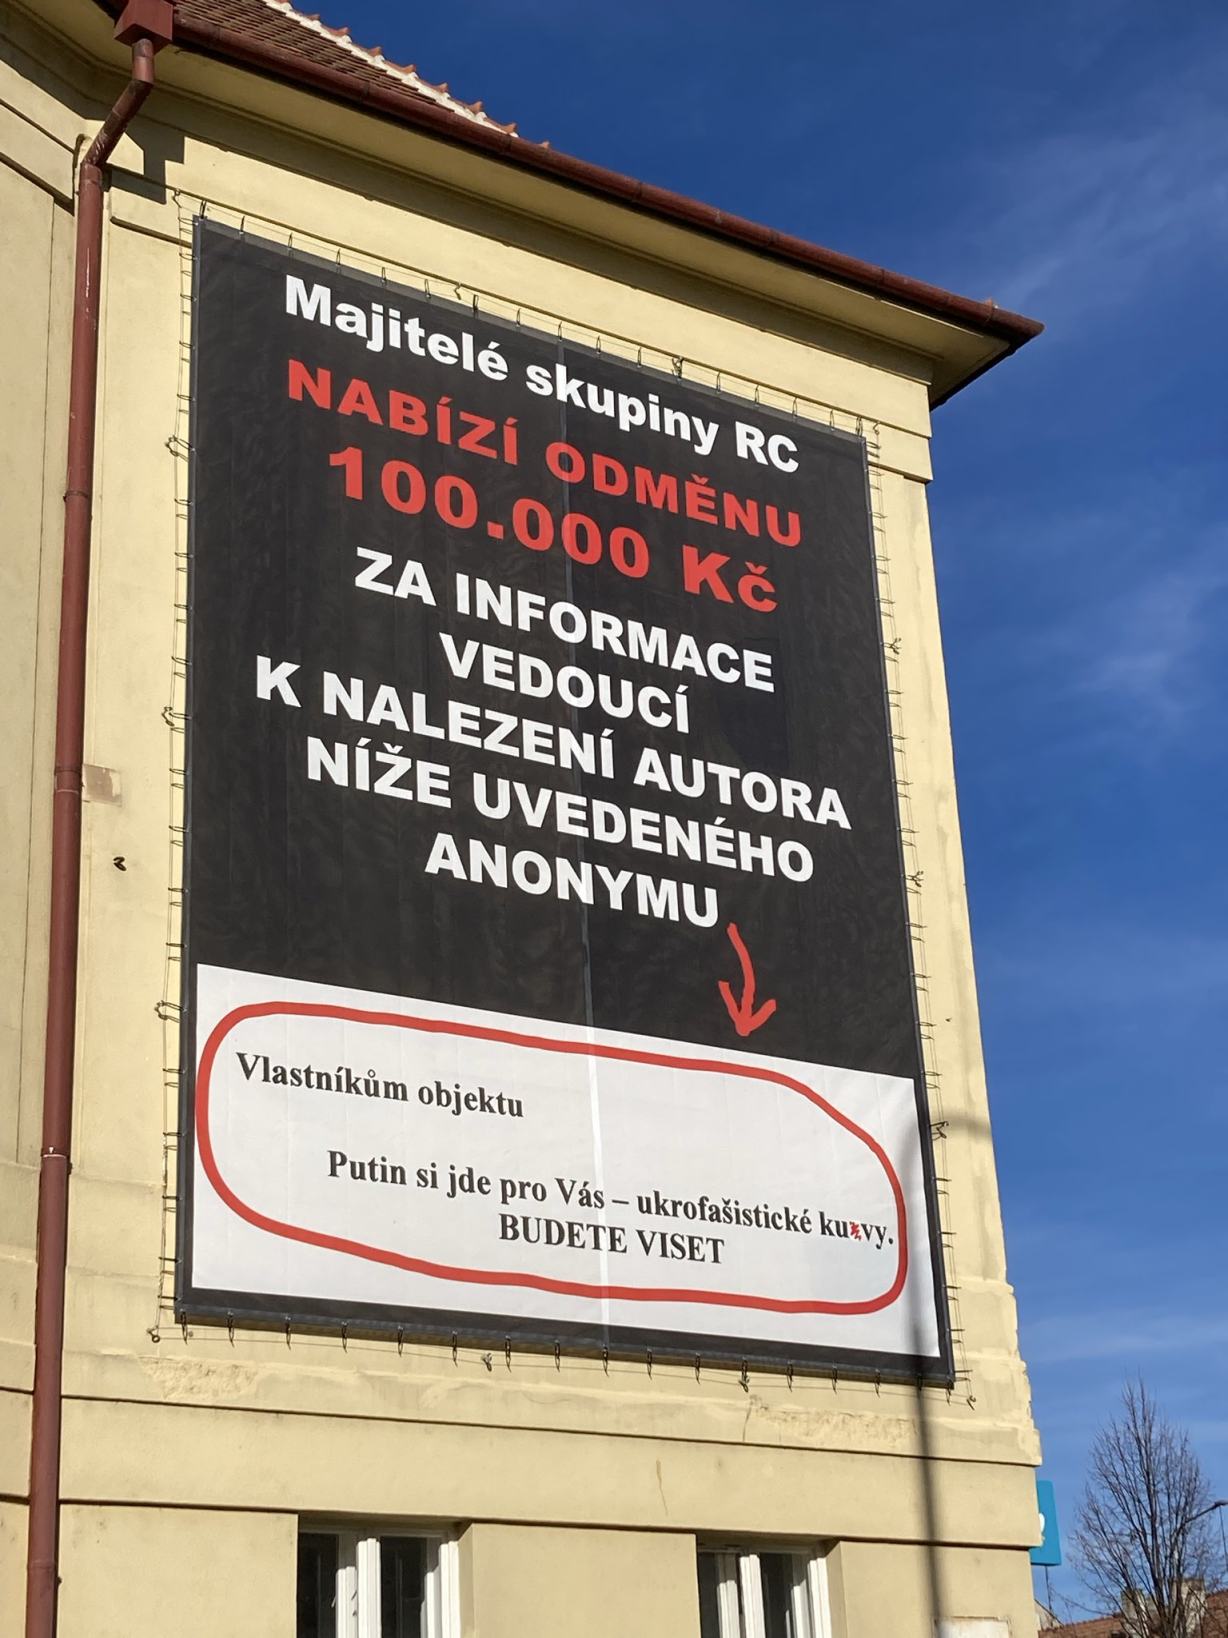 Majitelé skupiny RC
NABÍZÍ ODMĚNU
100.000 Kč
ZA INFORMACE
VEDOUCÍ
K NALEZENÍ AUTORA
NÍŽE UVEDENÉHO
ANONYMU
Vlastníkům objektu
Putin si jde pro Vás – ukrofašistické kurvy.
BUDETE VISET